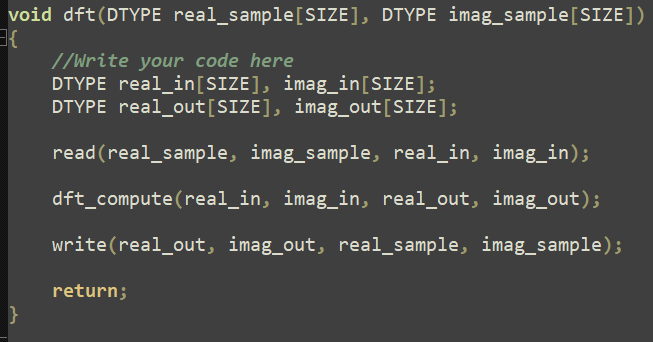 void dft(DTYPE real_sample[SIZE], DTYPE imag_sample[SIZE])
{
//Write your code here
DTYPE real_in[SIZE], imag_in[SIZE];
DTYPE real_out[SIZE], imag_out[SIZE];
read(real_sample, imag_sample, real_in, imag_in);
dft_compute(real_in, imag_in, real_out, imag_out);
write(real_out, imag_out, real_sample, imag_sample);
return;
}